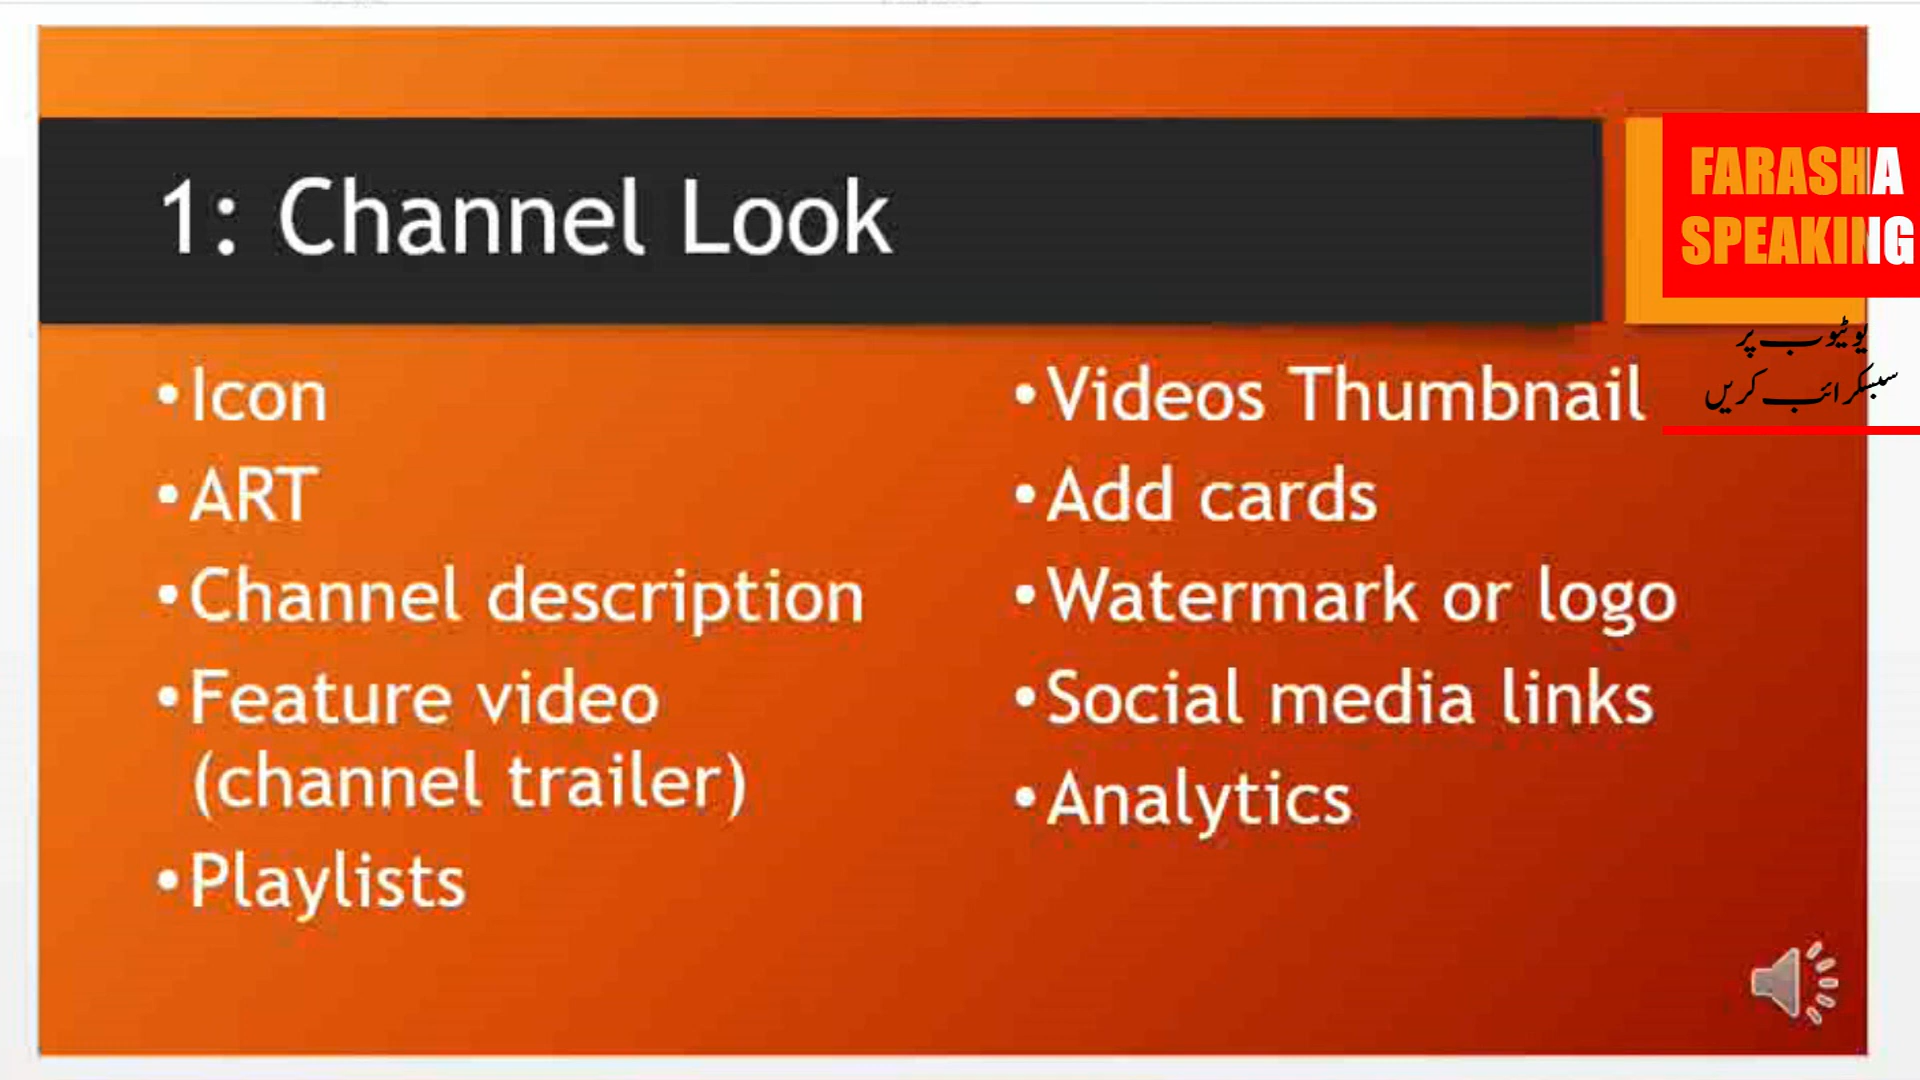 1: Channel Look
FARASHA
SPEAKING
یوٹیوب پر
سبسکرائب کریں
•Icon
•ART
•Channel description
•Feature video
(channel trailer)
•Playlists
•Videos Thumbnail
•Add cards
•Watermark or logo
•Social media links
•Analytics